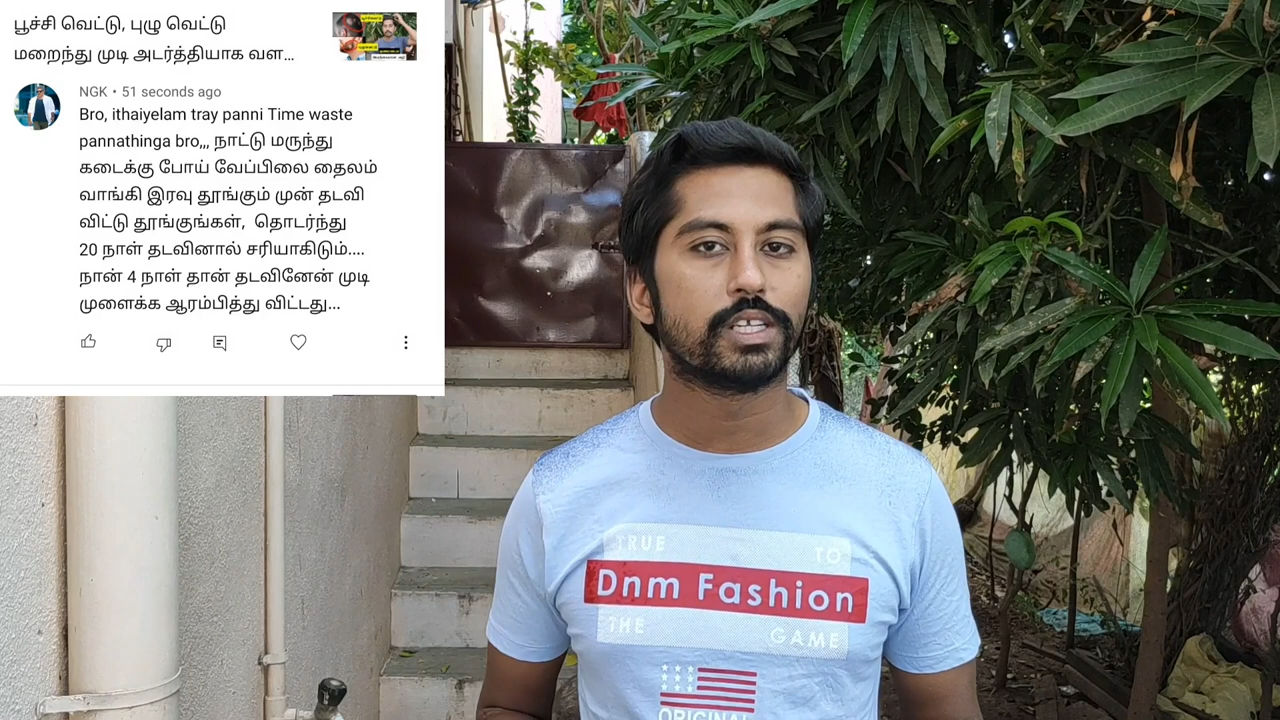 பூச்சி வெட்டு, புழு வெட்டு
மறைந்து முடி அடர்த்தியாக வள...
NGK • 51 seconds ago
Bro, ithaiyelam tray panni Time waste
pannathinga bro,,, நாட்டு மருந்து
கடைக்கு போய் வேப்பிலை தைலம்
வாங்கி இரவு தூங்கும் முன் தடவி
விட்டு தூங்குங்கள், தொடர்ந்து
20 நாள் தடவினால் சரியாகிடும்....
நான் 4 நாள் தான் தடவினேன் முடி
முளைக்க ஆரம்பித்து விட்டது...
TRUE TO
Dnm Fashion
THE GAME
ORIGINAL